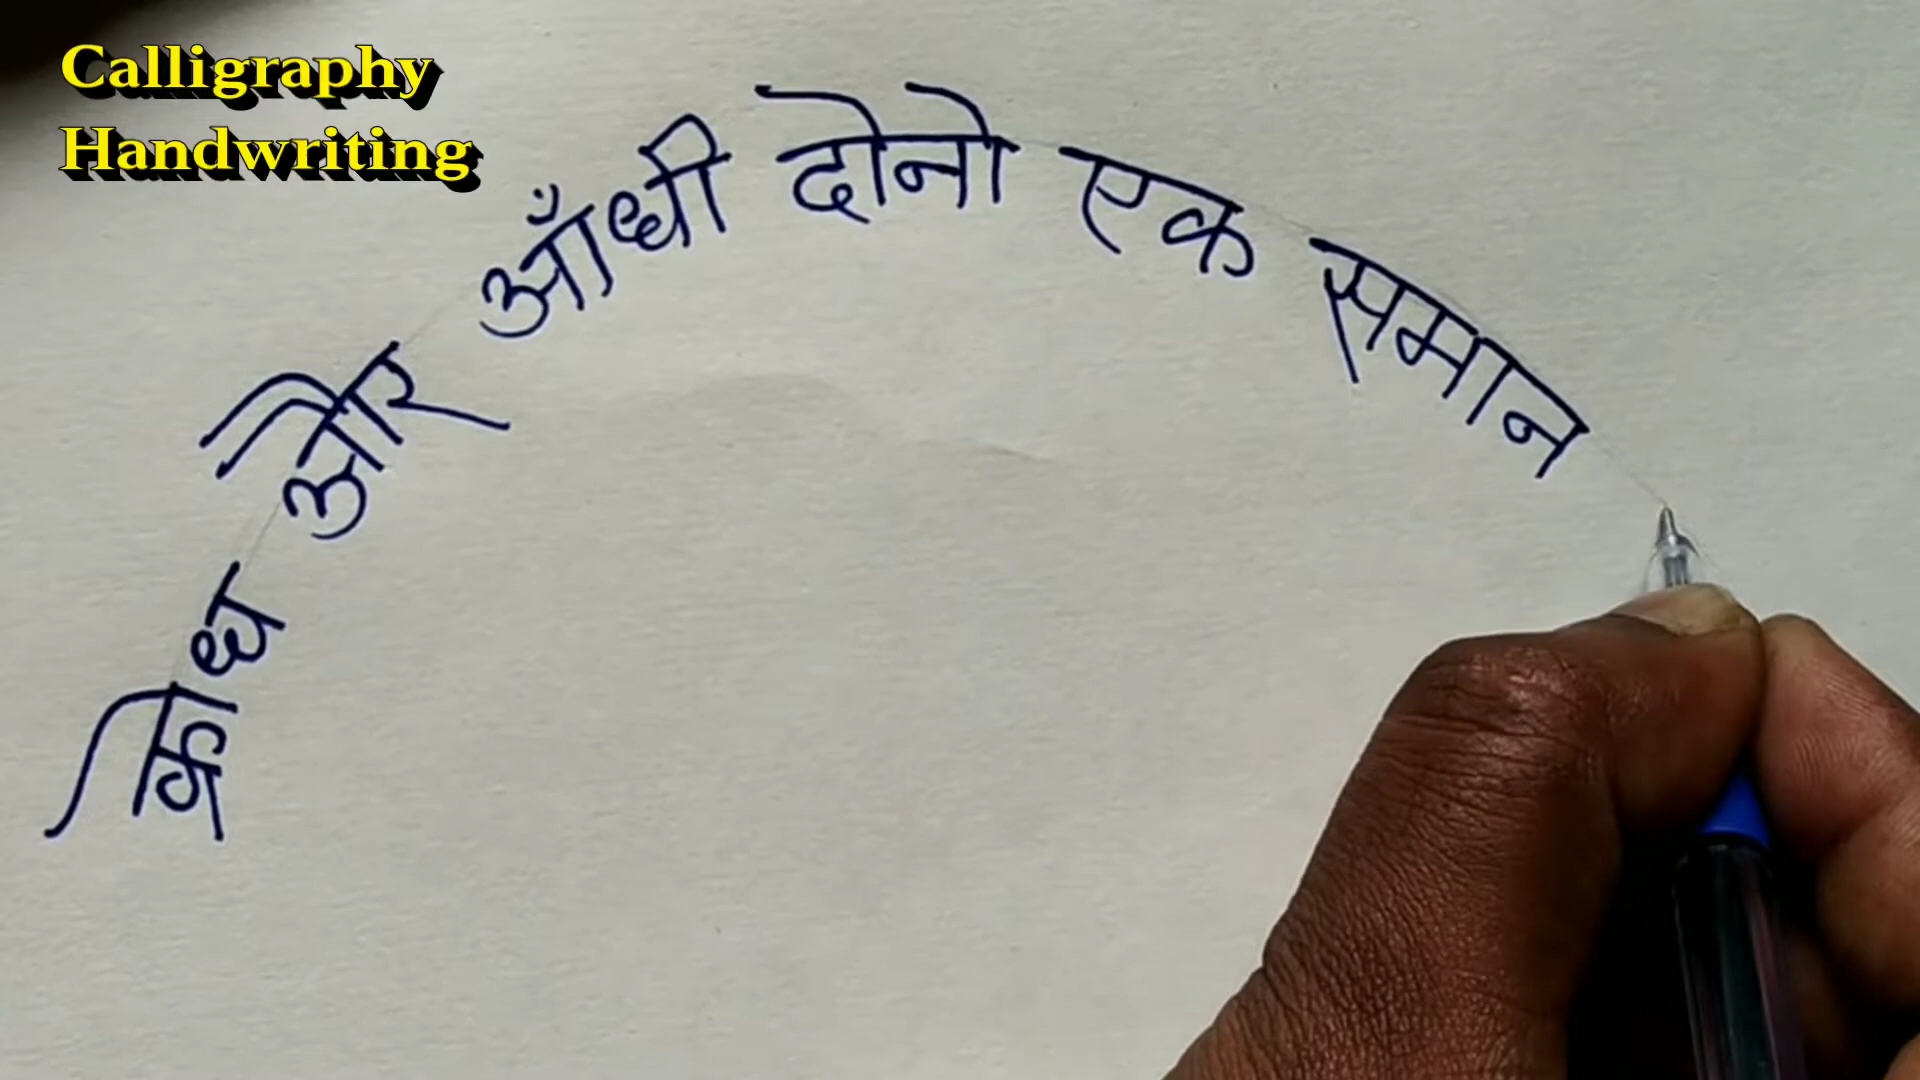 Calligraphy
Handwriting
क्रोध और आँधी दोनो एक समान